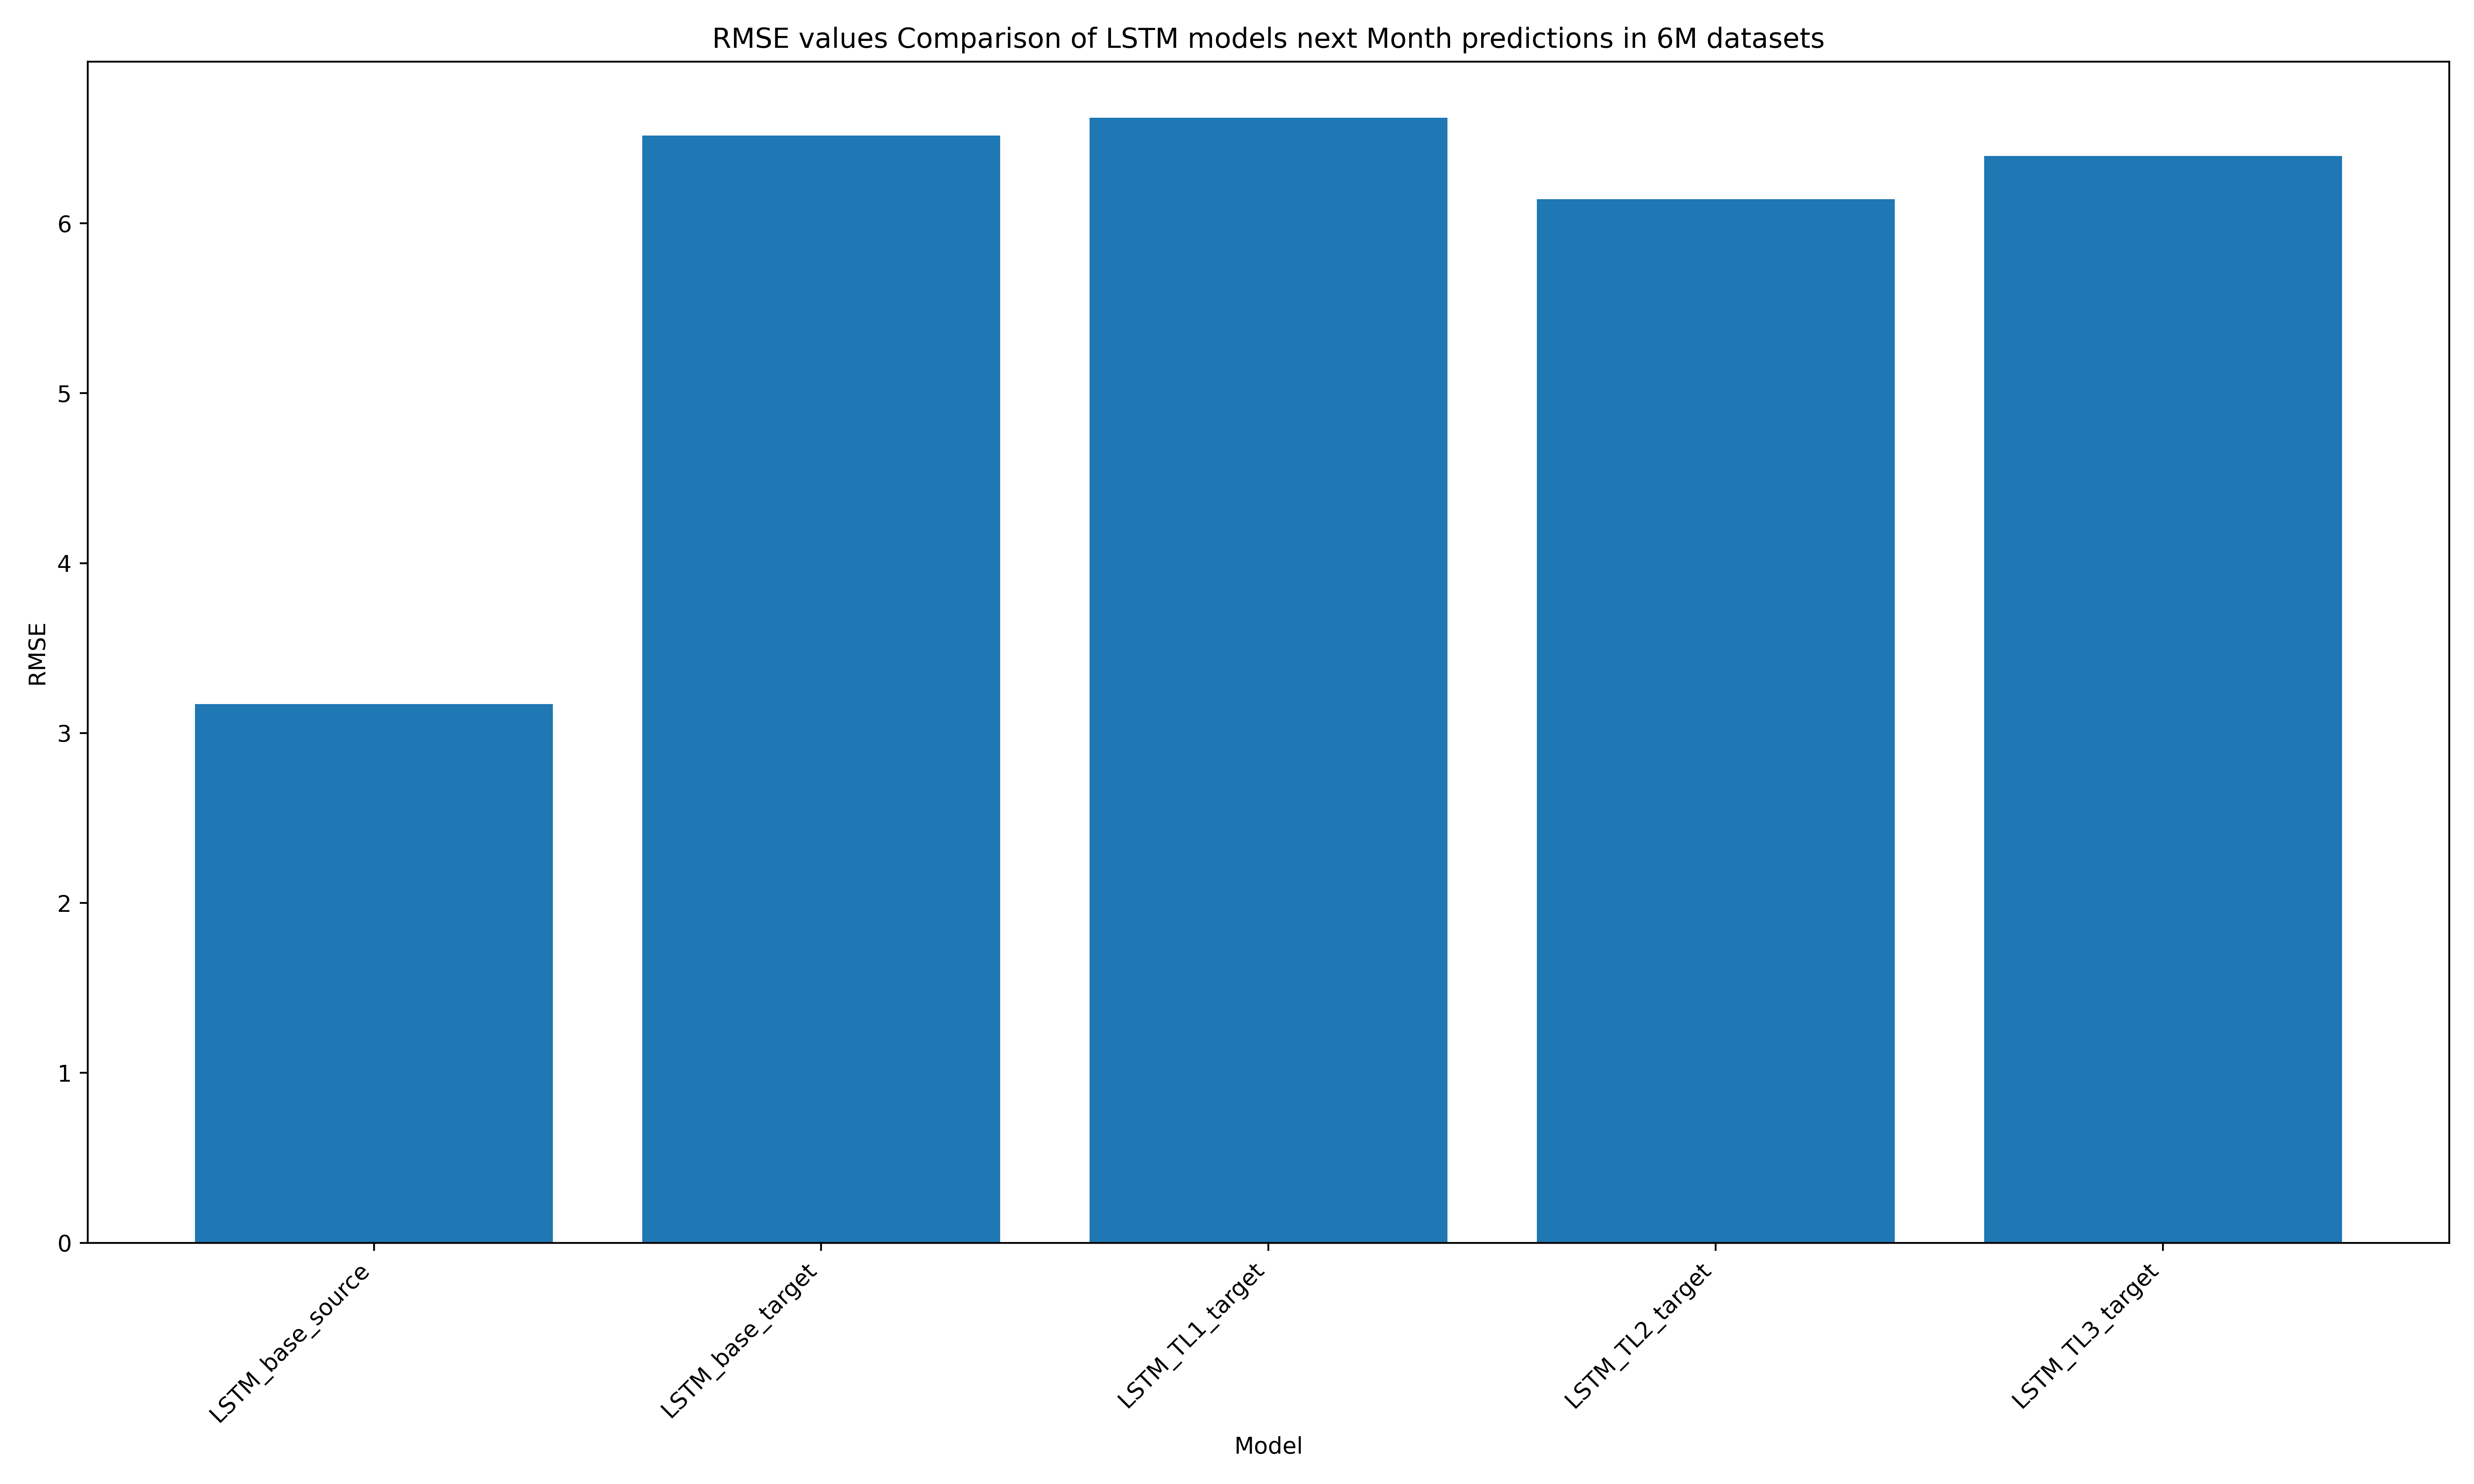 RMSE values Comparison of LSTM models next Month predictions in 6M datasets
RMSE
6
5
4
3
2
1
0
LSTM_base_source
LSTM_base_target
LSTM_TL1_target
LSTM_TL2_target
LSTM_TL3_target
Model